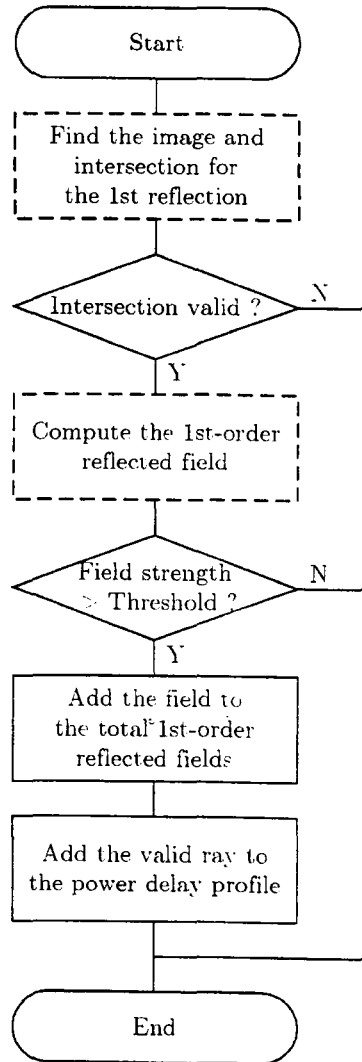 Start
Find the image and
intersection for
the 1st reflection
Intersection valid ?
N
Y
Compute the 1st-order
reflected field
Field strength
> Threshold ?
N
Y
Add the field to
the total 1st-order
reflected fields
Add the valid ray to
the power delay profile
End